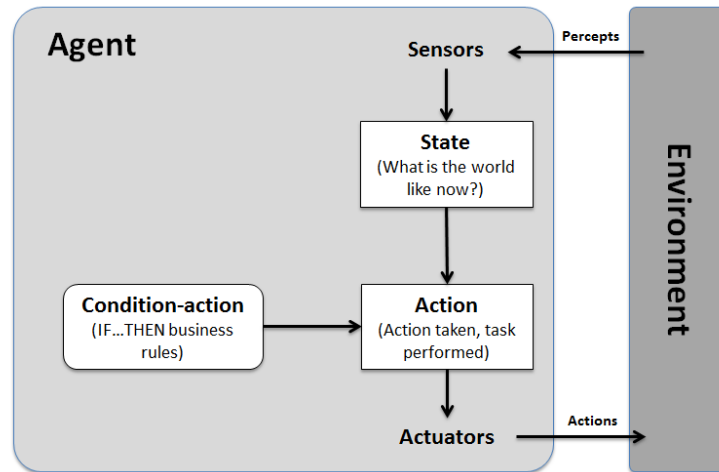 Agent
Sensors
Percepts
State
(What is the world
like now?)
Environment
Condition-action
(IF...THEN business
rules)
Action
(Action taken, task
performed)
Actuators
Actions